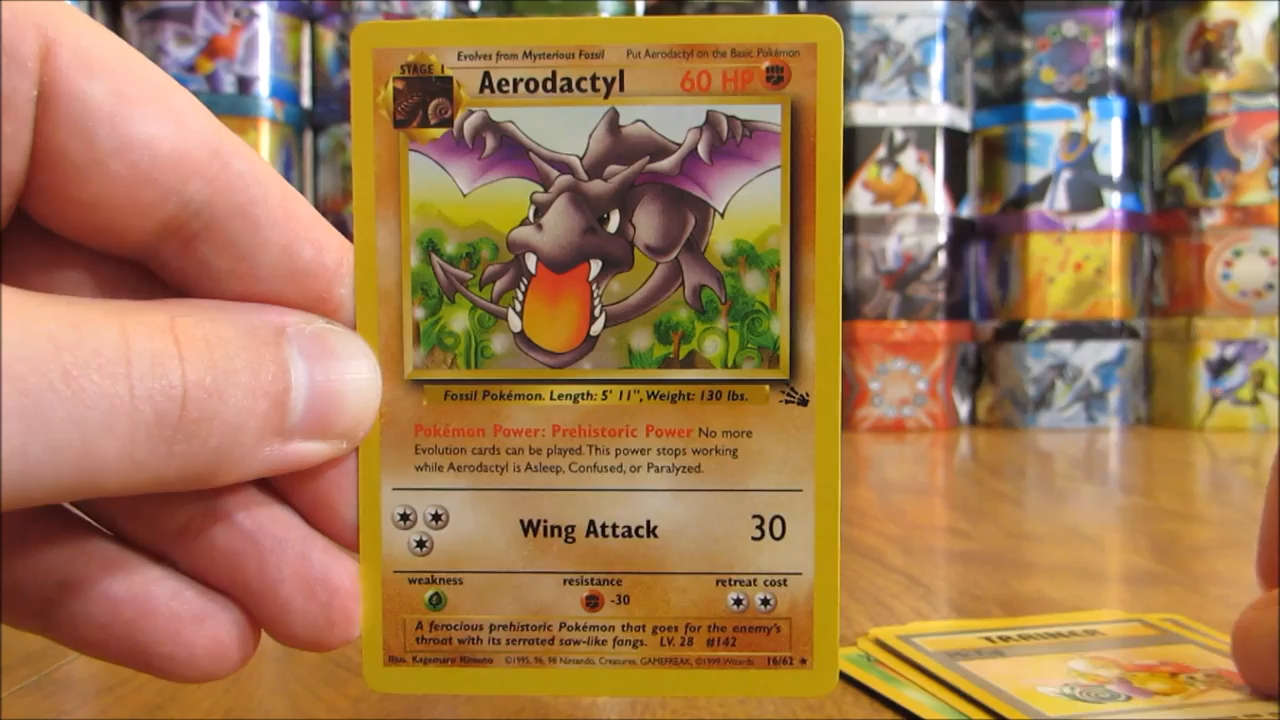 Evolves from Mysterious Fossil Put Aerodactyl on the Basic Pokémon
STAGE 1
Aerodactyl 60 HP
Fossil Pokémon. Length: 5' 11", Weight: 130 lbs.
Pokémon Power: Prehistoric Power No more
Evolution cards can be played. This power stops working
while Aerodactyl is Asleep, Confused, or Paralyzed.
Wing Attack 30
weakness resistance retreat cost
-30
A ferocious prehistoric Pokémon that goes for the enemy's
throat with its serrated saw-like fangs. LV. 28 #142
Illus. Kagemaru Himeno ©1995, 96, 98 Nintendo, Creatures, GAMEFREAK. ©1999 Wizards. 16/62 ★
TRAINER